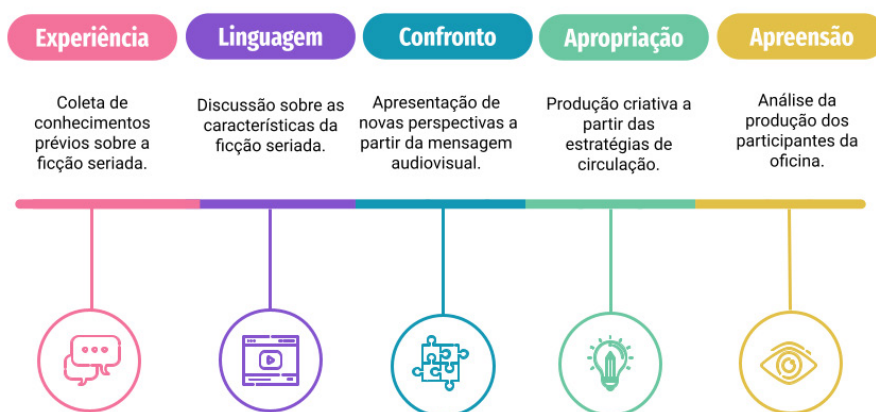 Experiência
Coleta de
conhecimentos
prévios sobre a
ficção seriada.
Linguagem
Discussão sobre as
características da
ficção seriada.
Confronto
Apresentação de
novas perspectivas a
partir da mensagem
audiovisual.
Apropriação
Produção criativa a
partir das
estratégias de
circulação.
Apreensão
Análise da
produção dos
participantes da
oficina.